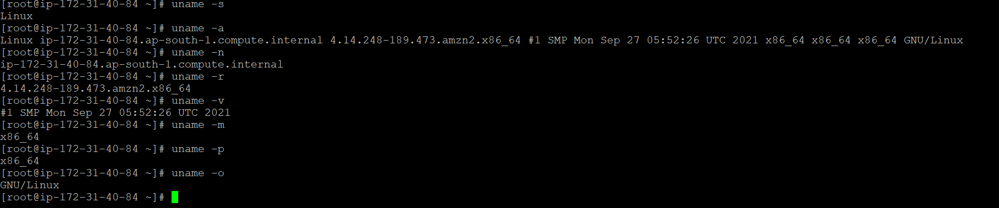 [root@ip-172-31-40-84 ~]# uname -s
Linux
[root@ip-172-31-40-84 ~]# uname -a
Linux ip-172-31-40-84.ap-south-1.compute.internal 4.14.248-189.473.amzn2.x86_64 #1 SMP Mon Sep 27 05:52:26 UTC 2021 x86_64 x86_64 x86_64 GNU/Linux
[root@ip-172-31-40-84 ~]# uname -n
ip-172-31-40-84.ap-south-1.compute.internal
[root@ip-172-31-40-84 ~]# uname -r
4.14.248-189.473.amzn2.x86_64
[root@ip-172-31-40-84 ~]# uname -v
#1 SMP Mon Sep 27 05:52:26 UTC 2021
[root@ip-172-31-40-84 ~]# uname -m
x86_64
[root@ip-172-31-40-84 ~]# uname -p
x86_64
[root@ip-172-31-40-84 ~]# uname -o
GNU/Linux
[root@ip-172-31-40-84 ~]#